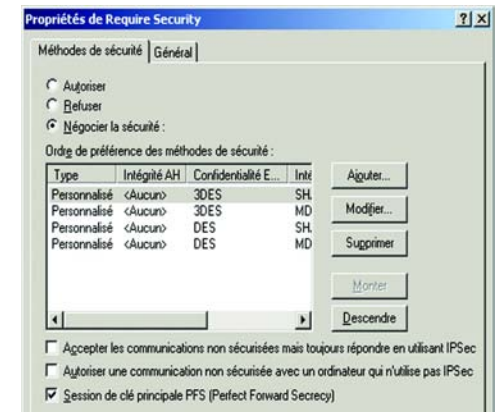 Propriétés de Require Security
Méthodes de sécurité Général
Autoriser
Refuser
Négocier la sécurité :
Ordre de préférence des méthodes de sécurité :
Type Intégrité AH Confidentialité E... Inté
Personnalisé <Aucun> 3DES SH.
Personnalisé <Aucun> 3DES MD
Personnalisé <Aucun> DES SH.
Personnalisé <Aucun> DES MD
Ajouter...
Modifier...
Supprimer
Monter
Descendre
Accepter les communications non sécurisées mais toujours répondre en utilisant IPSec
Autoriser une communication non sécurisée avec un ordinateur qui n'utilise pas IPSec
Session de clé principale PFS (Perfect Forward Secrecy)